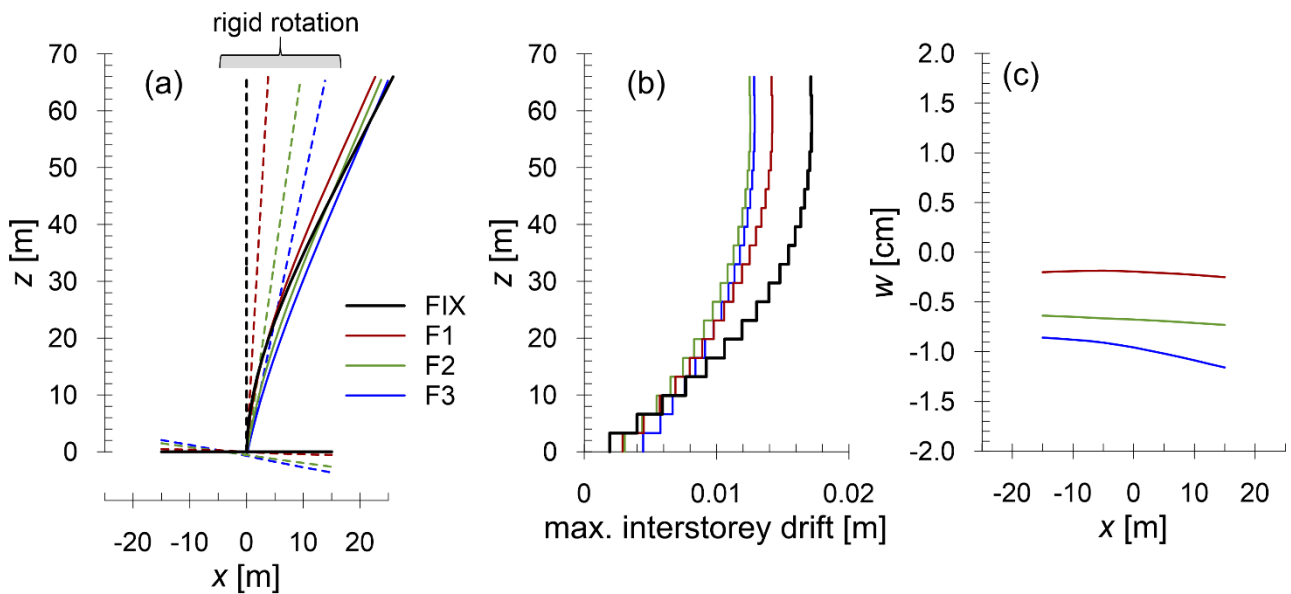 rigid rotation
(a)
70
60
50
40
30
20
10
0
z [m]
-20 -10 0 10 20
x [m]
FIX
F1
F2
F3
(b)
70
60
50
40
30
20
10
0
z [m]
0 0.01 0.02
max. interstorey drift [m]
(c)
2.0
1.5
1.0
0.5
0.0
-0.5
-1.0
-1.5
-2.0
w [cm]
-20 -10 0 10 20
x [m]